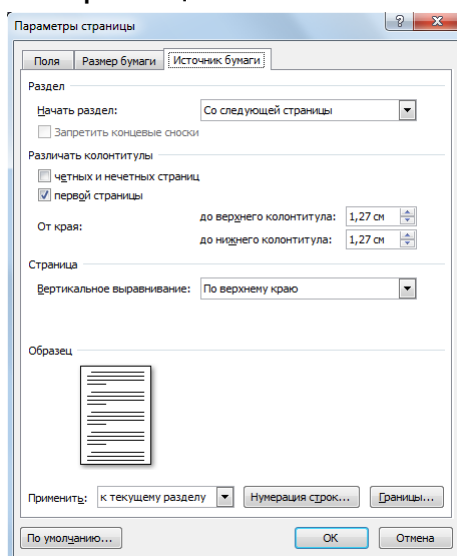 Параметры страницы
Поля Размер бумаги Источник бумаги
Раздел
Начать раздел: Со следующей страницы
Запретить концевые сноски
Различать колонтитулы
четных и нечетных страниц
первой страницы
От края:
до верхнего колонтитула: 1,27 см
до нижнего колонтитула: 1,27 см
Страница
Вертикальное выравнивание: По верхнему краю
Образец
Применить: к текущему разделу Нумерация строк... Границы...
По умолчанию... ОК Отмена